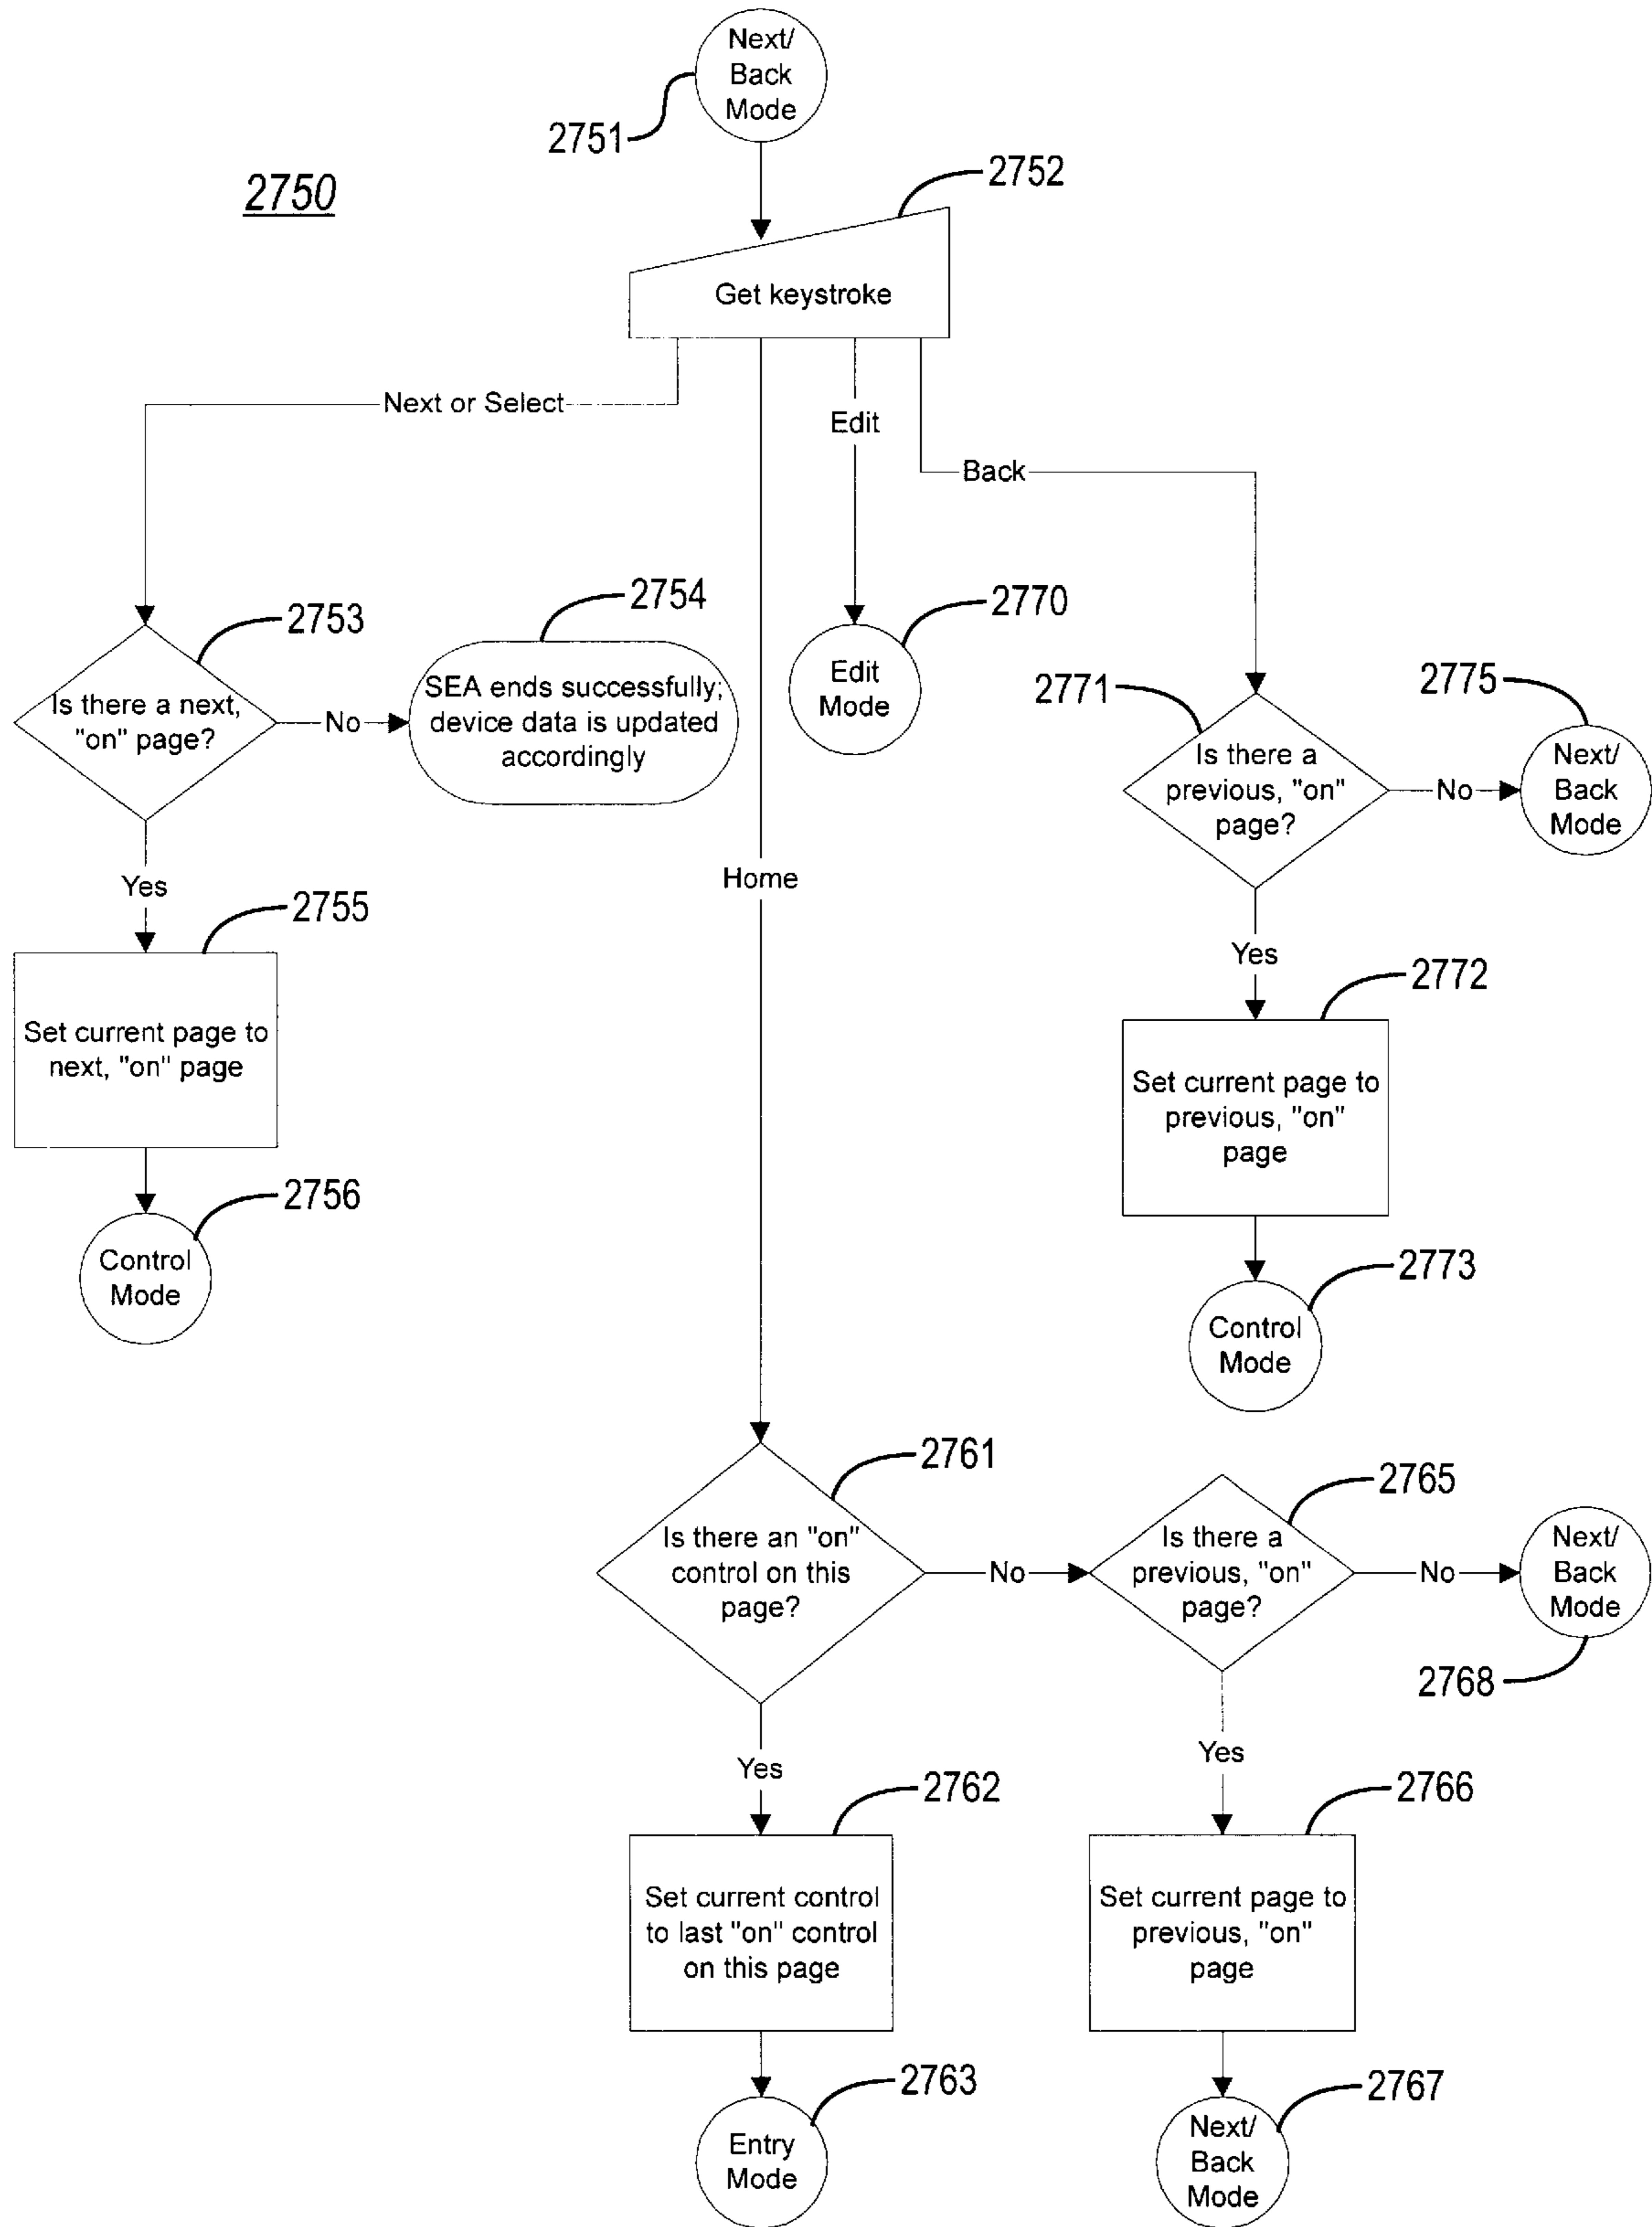 Next/
Back
Mode
2751
2750
2752
Get keystroke
Next or Select
Edit
Back
2753
2754
2770
2771
2775
Is there a next,
"on" page?
No
SEA ends successfully;
device data is updated
accordingly
Edit
Mode
Is there a
previous, "on"
page?
No
Next/
Back
Mode
Yes
2755
Home
Yes
2772
Set current page to
next, "on" page
Set current page to
previous, "on"
page
2756
Control
Mode
2773
Control
Mode
2761
2765
Is there an "on"
control on this
page?
No
Is there a
previous, "on"
page?
No
Next/
Back
Mode
2768
Yes
2762
Yes
2766
Set current control
to last "on" control
on this page
Set current page to
previous, "on"
page
2763
Entry
Mode
2767
Next/
Back
Mode